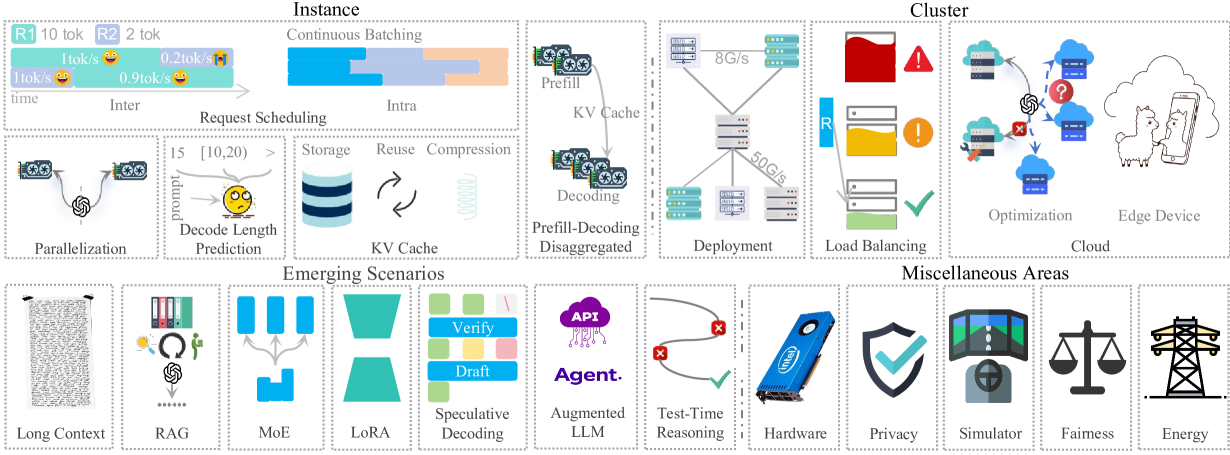 Instance
Cluster
R1 10 tok R2 2 tok
1tok/s 0.2tok/s
1tok/s 0.9tok/s
time
Inter
Continuous Batching
Intra
Request Scheduling
Prefill
KV Cache
Decoding
Prefill-Decoding
Disaggregated
8G/s
50G/s
Deployment
R
Load Balancing
?
Optimization
Edge Device
Cloud
Parallelization
15 [10,20) >
prompt
Decode Length
Prediction
Storage Reuse Compression
KV Cache
Emerging Scenarios
Miscellaneous Areas
Long Context
RAG
MoE
LoRA
\
Verify
Draft
Speculative
Decoding
API
Agent.
Augmented
LLM
Test-Time
Reasoning
intel
Hardware
Privacy
Simulator
Fairness
Energy